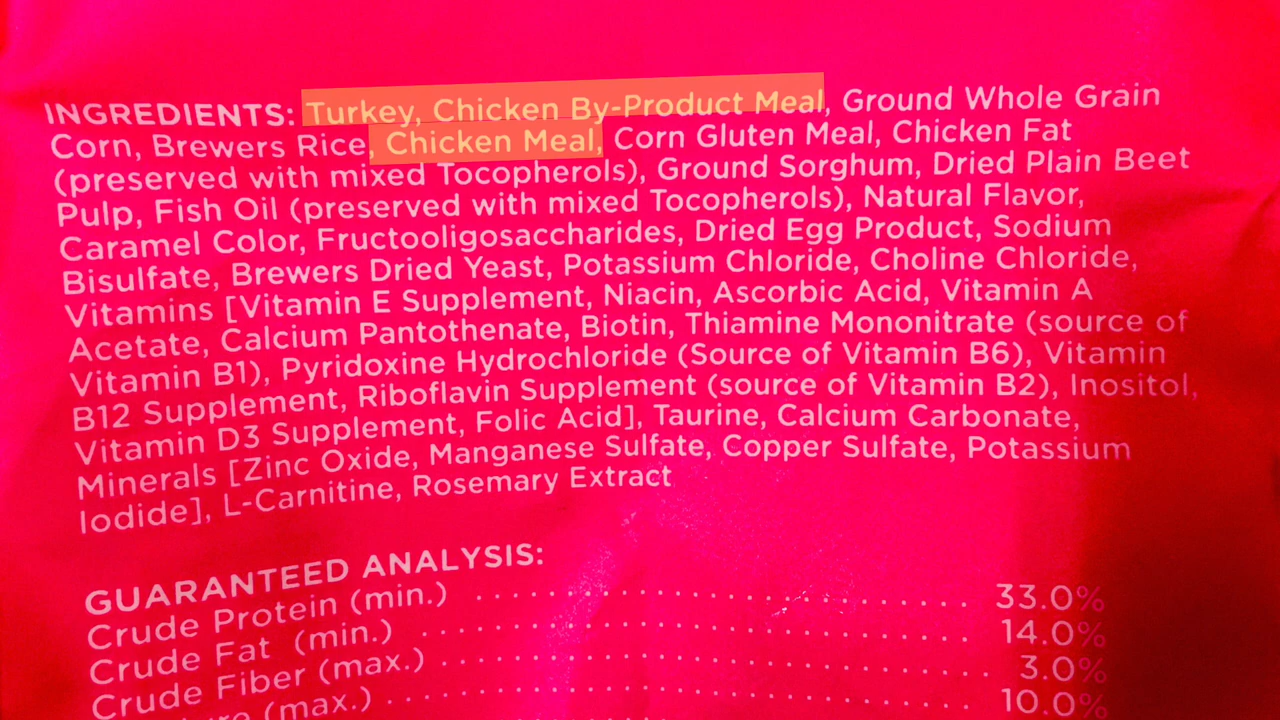 INGREDIENTS: Turkey, Chicken By-Product Meal, Ground Whole Grain
Corn, Brewers Rice, Chicken Meal, Corn Gluten Meal, Chicken Fat
(preserved with mixed Tocopherols), Ground Sorghum, Dried Plain Beet
Pulp, Fish Oil (preserved with mixed Tocopherols), Natural Flavor,
Caramel Color, Fructooligosaccharides, Dried Egg Product, Sodium
Bisulfate, Brewers Dried Yeast, Potassium Chloride, Choline Chloride,
Vitamins [Vitamin E Supplement, Niacin, Ascorbic Acid, Vitamin A
Acetate, Calcium Pantothenate, Biotin, Thiamine Mononitrate (source of
Vitamin B1), Pyridoxine Hydrochloride (Source of Vitamin B6), Vitamin
B12 Supplement, Riboflavin Supplement (source of Vitamin B2), Inositol,
Vitamin D3 Supplement, Folic Acid], Taurine, Calcium Carbonate,
Minerals [Zinc Oxide, Manganese Sulfate, Copper Sulfate, Potassium
Iodide], L-Carnitine, Rosemary Extract
GUARANTEED ANALYSIS:
Crude Protein (min.) 33.0%
Crude Fat (min.) 14.0%
Crude Fiber (max.) 3.0%
(max.) 10.0%